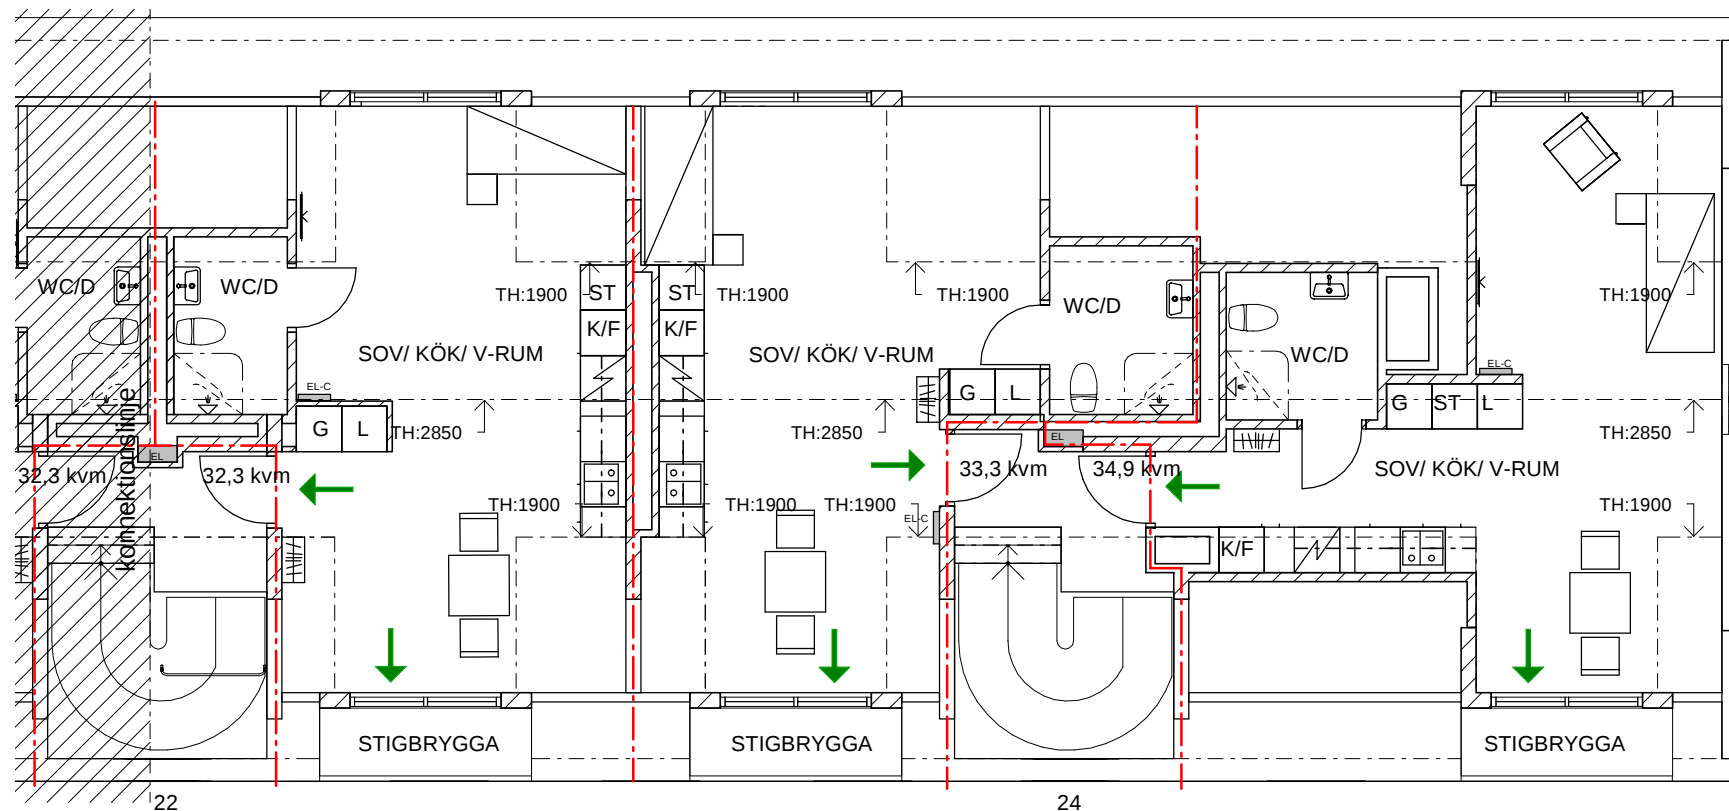 WC/D
WC/D
TH:1900
ST
ST
TH:1900
TH:1900
WC/D
TH:1900
K/F
K/F
SOV/ KÖK/ V-RUM
SOV/ KÖK/ V-RUM
WC/D
EL-C
EL-C
G
L
G
L
G
ST
L
TH:2850
TH:2850
TH:2850
EL
EL
32,3 kvm
32,3 kvm
33,3 kvm
34,9 kvm
SOV/ KÖK/ V-RUM
konnektionslinje
TH:1900
TH:1900
TH:1900
TH:1900
EL-C
K/F
STIGBRYGGA
STIGBRYGGA
STIGBRYGGA
22
24